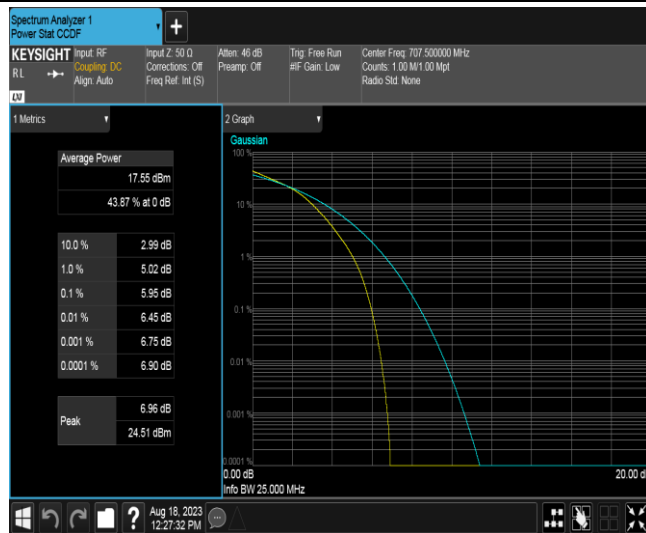 Spectrum Analyzer 1
Power Stat CCDF
+
KEYSIGHT
RL
Input: RF
Coupling: DC
Align: Auto
Input Z: 50 Ω
Corrections: Off
Freq Ref: Int (S)
Atten: 46 dB
Preamp: Off
Trig: Free Run
#IF Gain: Low
Center Freq: 707.500000 MHz
Counts: 1.00 M/1.00 Mpt
Radio Std: None
1 Metrics
Average Power
17.55 dBm
43.87 % at 0 dB
10.0 % 2.99 dB
1.0 % 5.02 dB
0.1 % 5.95 dB
0.01 % 6.45 dB
0.001 % 6.75 dB
0.0001 % 6.90 dB
Peak
6.96 dB
24.51 dBm
2 Graph
Gaussian
100 %
10 %
1 %
0.1 %
0.01 %
0.001 %
0.0001 %
0.00 dB
20.00 d
Info BW 25.000 MHz
?
Aug 18, 2023
12:27:32 PM